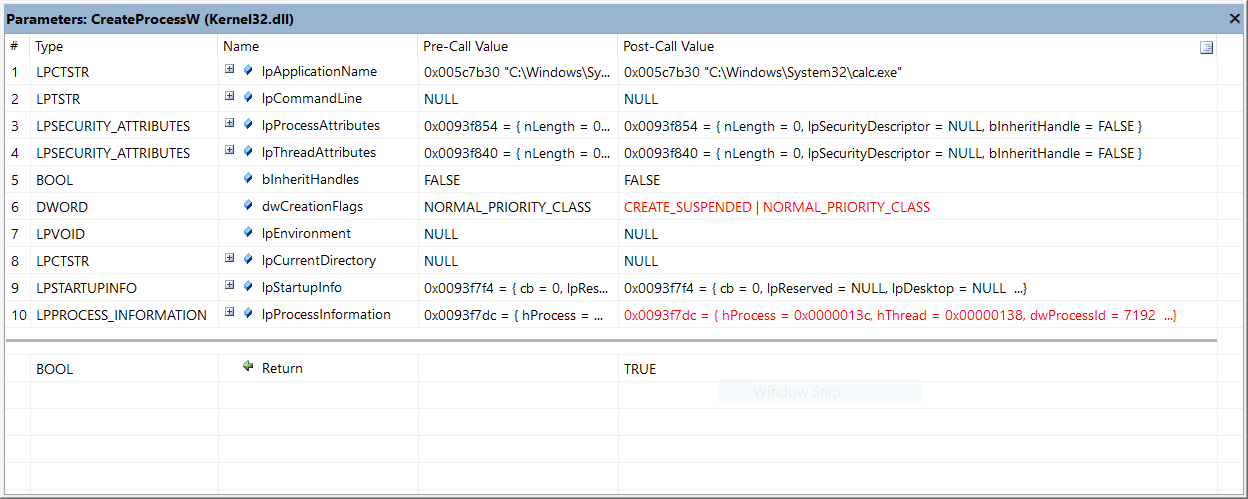 Parameters: CreateProcessW (Kernel32.dll)
# Type Name Pre-Call Value Post-Call Value
1 LPCTSTR lpApplicationName 0x005c7b30 "C:\Windows\Sy... 0x005c7b30 "C:\Windows\System32\calc.exe"
2 LPTSTR lpCommandLine NULL NULL
3 LPSECURITY_ATTRIBUTES lpProcessAttributes 0x0093f854 = { nLength = 0... 0x0093f854 = { nLength = 0, lpSecurityDescriptor = NULL, bInheritHandle = FALSE }
4 LPSECURITY_ATTRIBUTES lpThreadAttributes 0x0093f840 = { nLength = 0... 0x0093f840 = { nLength = 0, lpSecurityDescriptor = NULL, bInheritHandle = FALSE }
5 BOOL bInheritHandles FALSE FALSE
6 DWORD dwCreationFlags NORMAL_PRIORITY_CLASS CREATE_SUSPENDED | NORMAL_PRIORITY_CLASS
7 LPVOID lpEnvironment NULL NULL
8 LPCTSTR lpCurrentDirectory NULL NULL
9 LPSTARTUPINFO lpStartupInfo 0x0093f7f4 = { cb = 0, lpRes... 0x0093f7f4 = { cb = 0, lpReserved = NULL, lpDesktop = NULL ...}
10 LPPROCESS_INFORMATION lpProcessInformation 0x0093f7dc = { hProcess = ... 0x0093f7dc = { hProcess = 0x0000013c, hThread = 0x00000138, dwProcessId = 7192 ...}
BOOL Return TRUE
Window Snip